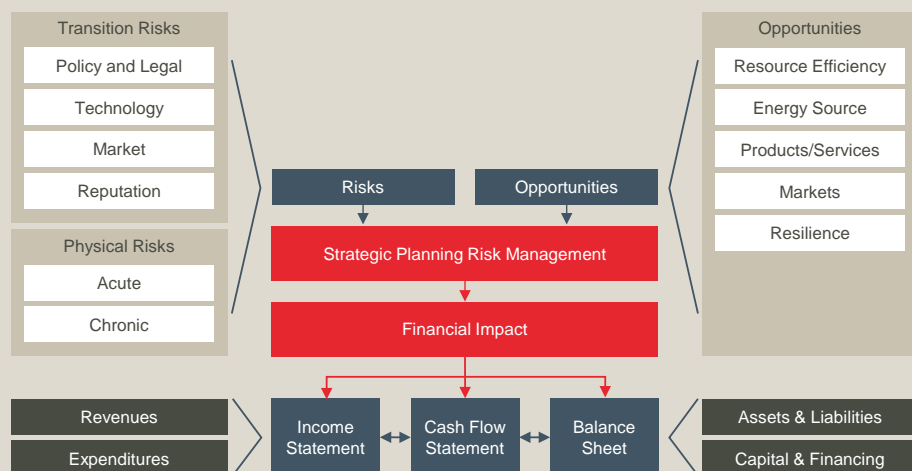 Transition Risks
Policy and Legal
Technology
Market
Reputation
Physical Risks
Acute
Chronic
Opportunities
Resource Efficiency
Energy Source
Products/Services
Markets
Resilience
Risks
Opportunities
Strategic Planning Risk Management
Financial Impact
Revenues
Expenditures
Income
Statement
Cash Flow
Statement
Balance
Sheet
Assets & Liabilities
Capital & Financing